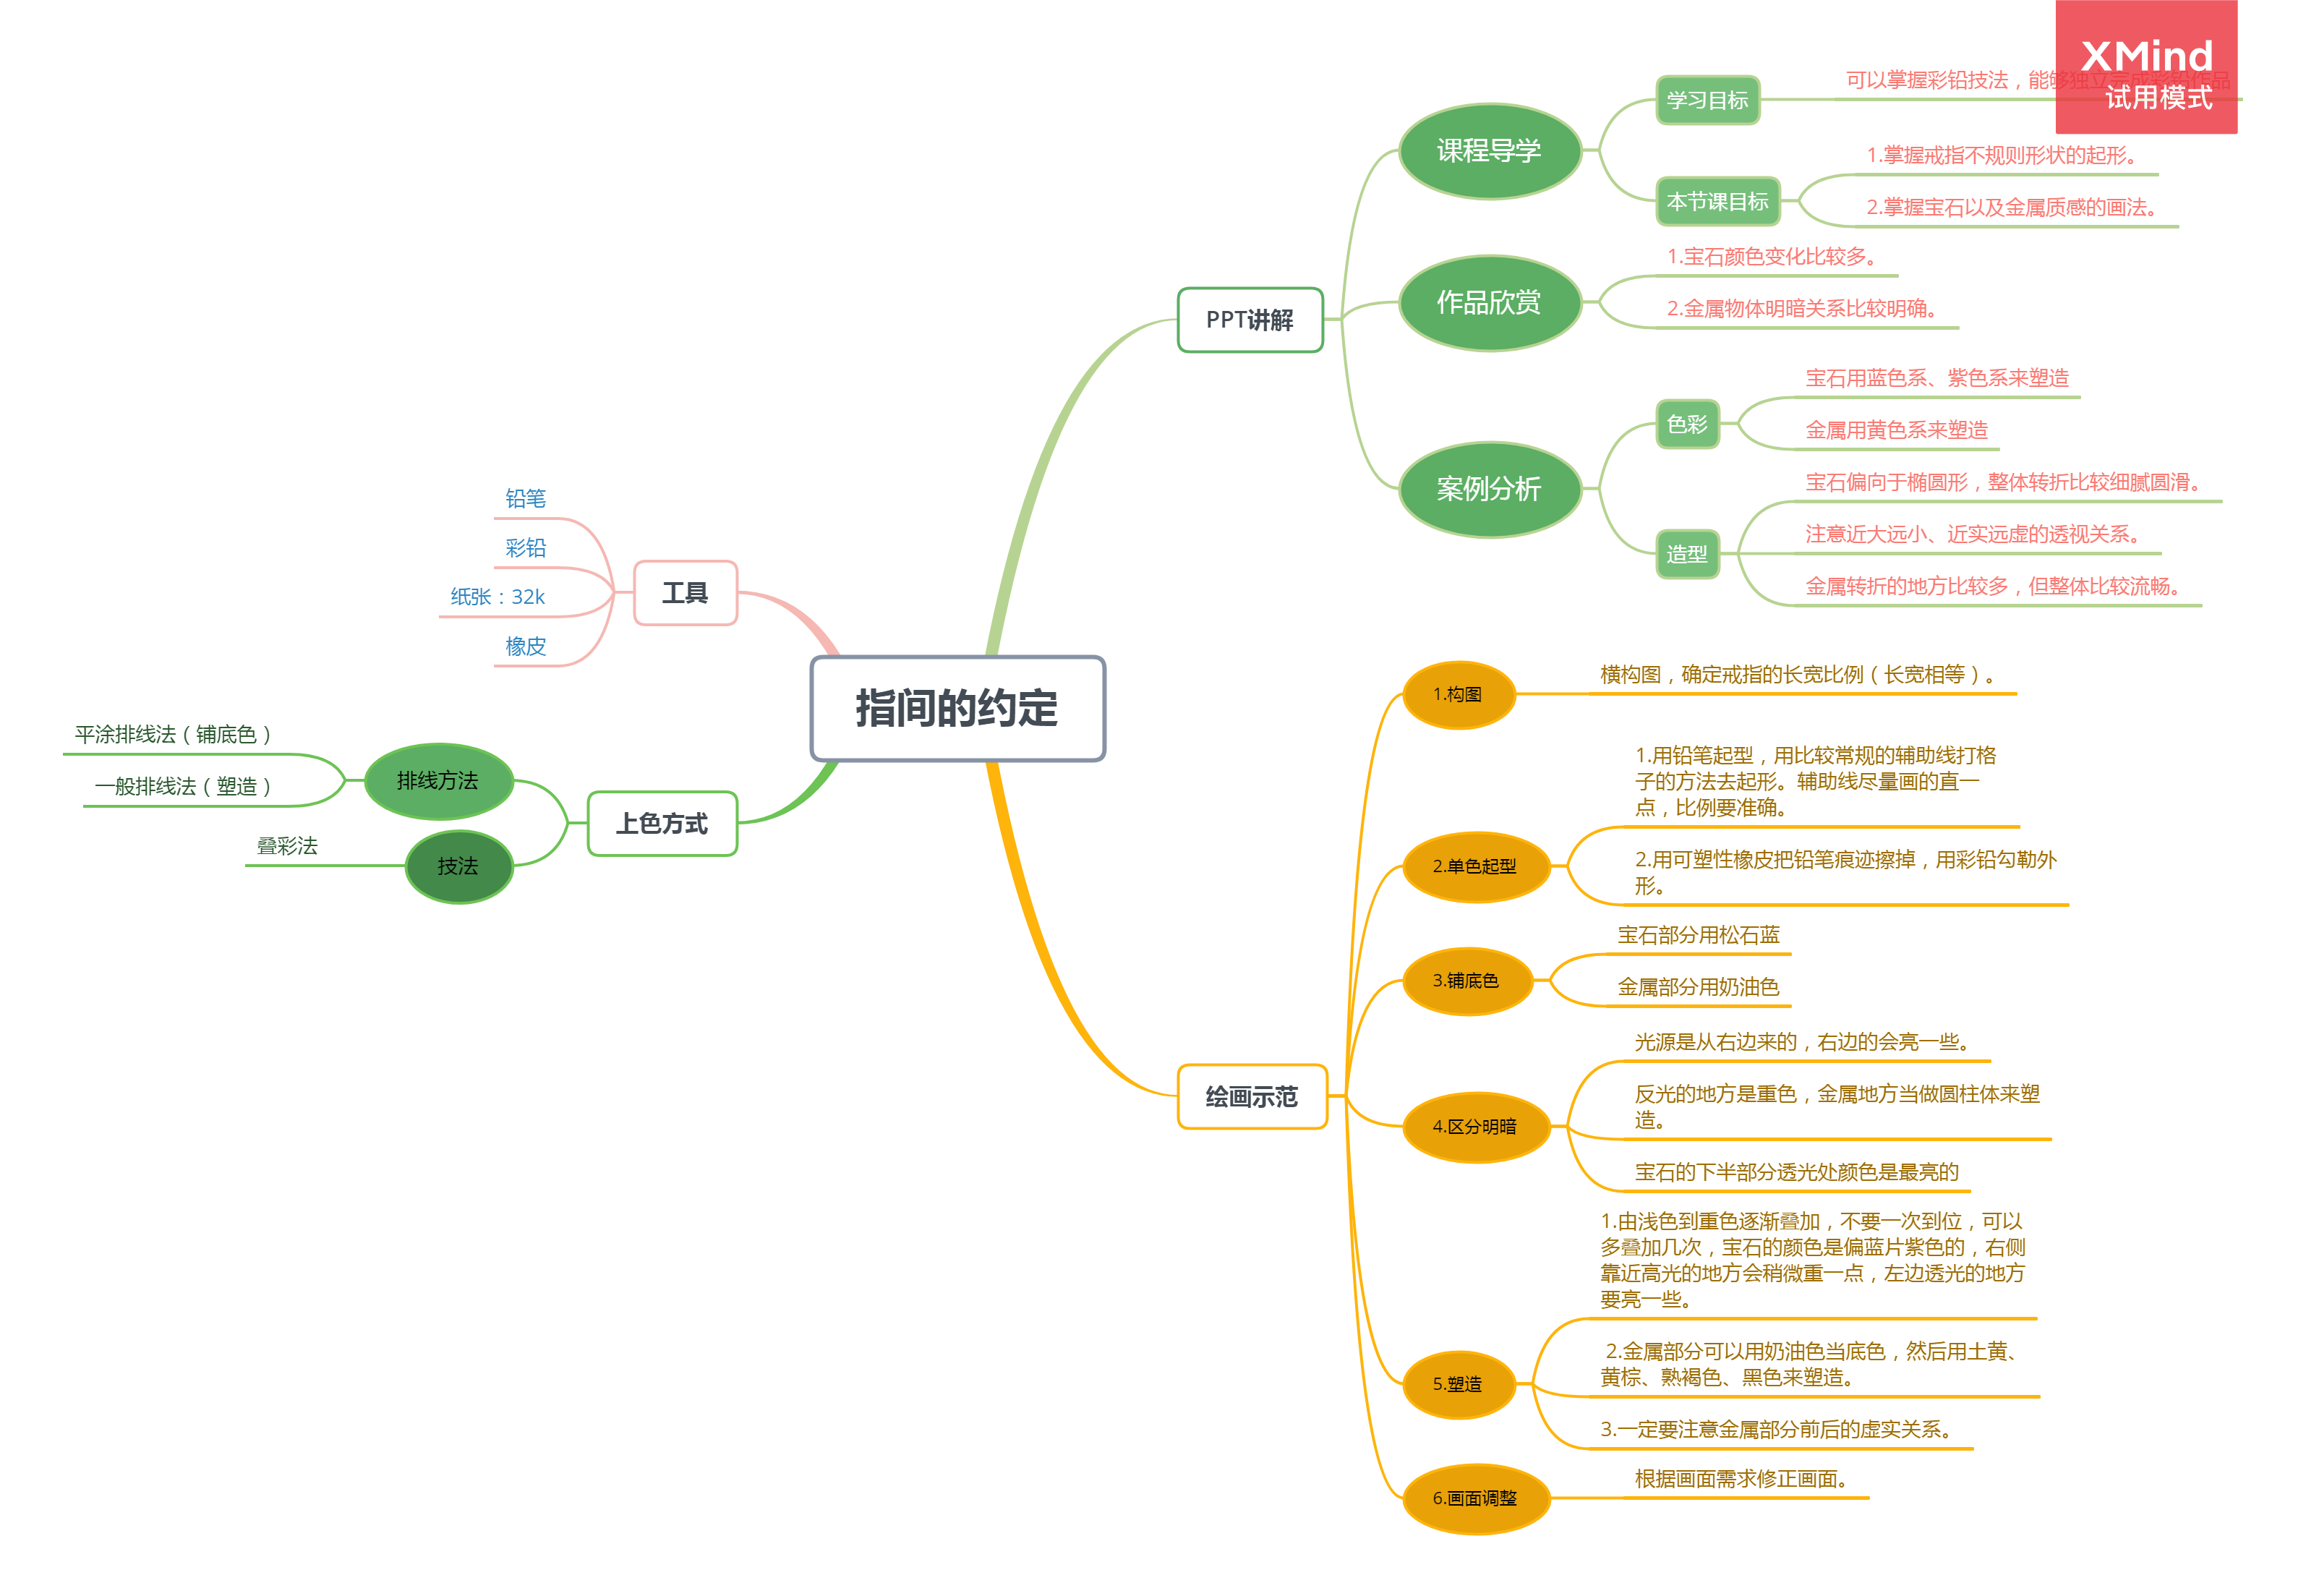 指间的约定
PPT讲解
课程导学
学习目标
可以掌握彩铅技法，能够独立完成彩铅作品
本节课目标
1.掌握戒指不规则形状的起形。
2.掌握宝石以及金属质感的画法。
作品欣赏
1.宝石颜色变化比较多。
2.金属物体明暗关系比较明确。
案例分析
色彩
宝石用蓝色系、紫色系来塑造
金属用黄色系来塑造
造型
宝石偏向于椭圆形，整体转折比较细腻圆滑。
注意近大远小、近实远虚的透视关系。
金属转折的地方比较多，但整体比较流畅。
绘画示范
1.构图
横构图，确定戒指的长宽比例（长宽相等）。
2.单色起型
1.用铅笔起型，用比较常规的辅助线打格
子的方法去起形。辅助线尽量画的直一
点，比例要准确。
2.用可塑性橡皮把铅笔痕迹擦掉，用彩铅勾勒外
形。
3.铺底色
宝石部分用松石蓝
金属部分用奶油色
4.区分明暗
光源是从右边来的，右边的会亮一些。
反光的地方是重色，金属地方当做圆柱体来塑
造。
宝石的下半部分透光处颜色是最亮的
5.塑造
1.由浅色到重色逐渐叠加，不要一次到位，可以
多叠加几次，宝石的颜色是偏蓝片紫色的，右侧
靠近高光的地方会稍微重一点，左边透光的地方
要亮一些。
2.金属部分可以用奶油色当底色，然后用土黄、
黄棕、熟褐色、黑色来塑造。
3.一定要注意金属部分前后的虚实关系。
6.画面调整
根据画面需求修正画面。
工具
铅笔
彩铅
纸张：32k
橡皮
上色方式
排线方法
平涂排线法（铺底色）
一般排线法（塑造）
技法
叠彩法
XMind
试用模式